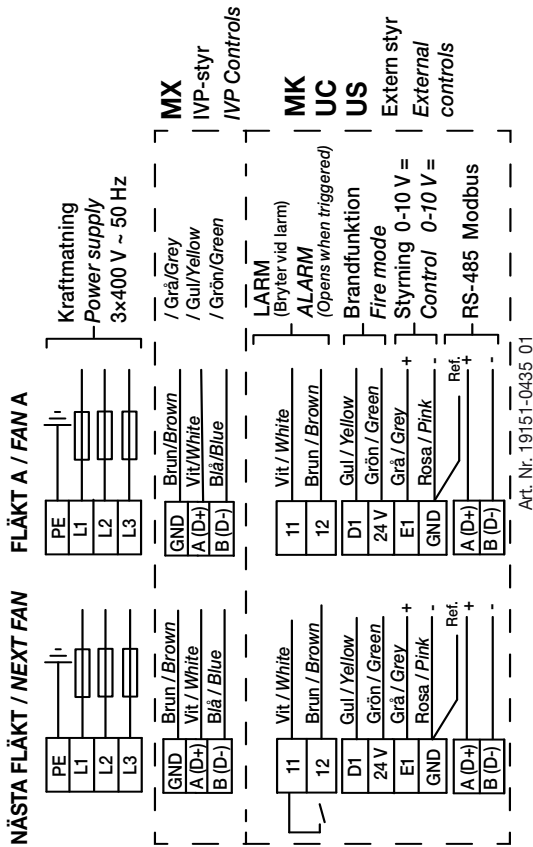 NÄSTA FLÄKT / NEXT FAN
PE
L1
L2
L3
GND
A (D+)
B (D-)
Brun / Brown
Vit / White
Blå / Blue
11
12
Vit / White
Brun / Brown
D1
24 V
E1
GND
Gul / Yellow
Grön / Green
Grå / Grey +
Rosa / Pink -
Ref.
A (D+) +
B (D-) -
FLÄKT A / FAN A
PE
L1
L2
L3
Kraftmatning
Power supply
3x400 V ~ 50 Hz
GND
A (D+)
B (D-)
Brun/Brown / Grå/Grey
Vit/White / Gul/Yellow
Blå/Blue / Grön/Green
MX
IVP-styr
IVP Controls
11
12
Vit / White
Brun / Brown
LARM
(Bryter vid larm)
ALARM
(Opens when triggered)
D1
24 V
Gul / Yellow
Grön / Green
Brandfunktion
Fire mode
E1
GND
Grå / Grey +
Rosa / Pink -
Styrning 0-10 V =
Control 0-10 V =
Ref.
A (D+) +
B (D-) -
RS-485 Modbus
MK
UC
US
Extern styr
External
controls
Art. Nr. 19151-0435 01